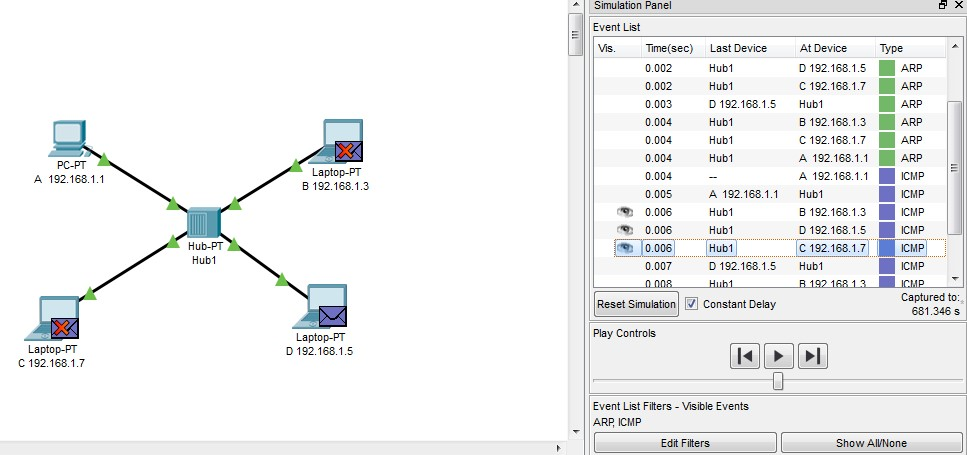 PC-PT
A 192.168.1.1
Laptop-PT
B 192.168.1.3
Hub-PT
Hub1
Laptop-PT
C 192.168.1.7
Laptop-PT
D 192.168.1.5
Simulation Panel
Event List
Vis. Time(sec) Last Device At Device Type
0.002 Hub1 D 192.168.1.5 ARP
0.002 Hub1 C 192.168.1.7 ARP
0.003 D 192.168.1.5 Hub1 ARP
0.004 Hub1 B 192.168.1.3 ARP
0.004 Hub1 C 192.168.1.7 ARP
0.004 Hub1 A 192.168.1.1 ARP
0.004 -- A 192.168.1.1 ICMP
0.005 A 192.168.1.1 Hub1 ICMP
0.006 Hub1 B 192.168.1.3 ICMP
0.006 Hub1 D 192.168.1.5 ICMP
0.006 Hub1 C 192.168.1.7 ICMP
0.007 D 192.168.1.5 Hub1 ICMP
0.008 Hub1 B 192.168.1.3 ICMP
Reset Simulation Constant Delay Captured to:
681.346 s
Play Controls
Event List Filters - Visible Events
ARP, ICMP
Edit Filters Show All/None